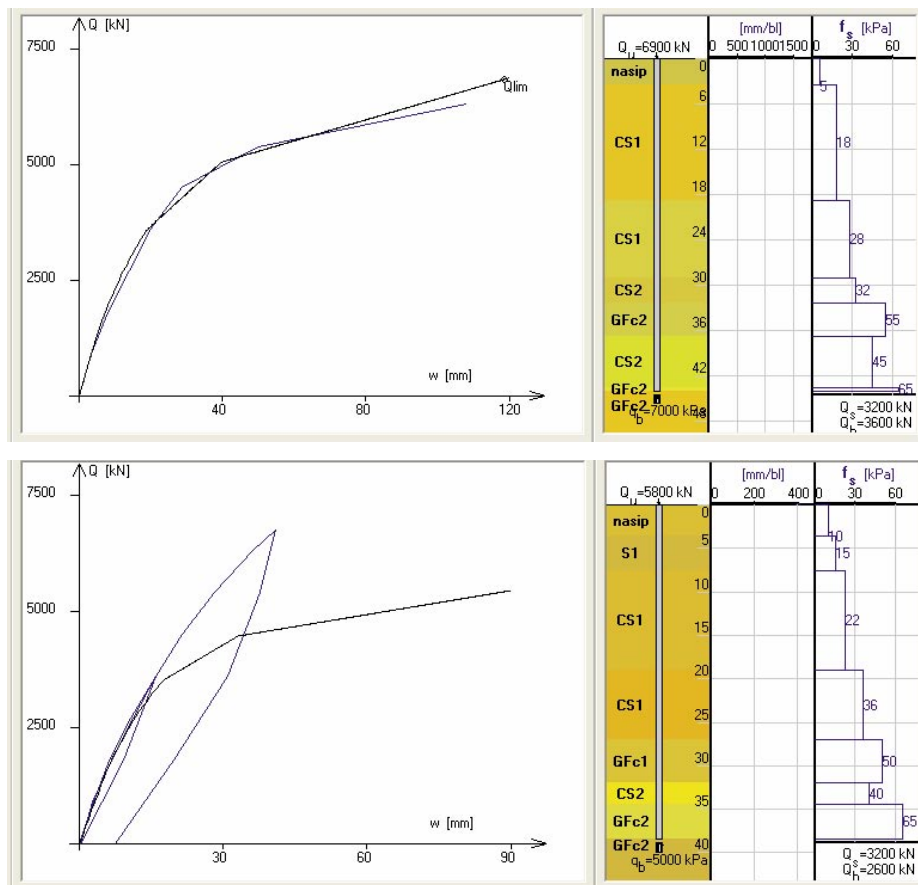 Q [kN]
7500
5000
2500
Qlim
w [mm]
40 80 120
Qu=6900 kN
[mm/bl]
0 500 1000 1500
fs [kPa]
0 30 60
nasip
CS1
CS1
CS2
GFc2
CS2
GFc2
GFc2
0
6
12
18
24
30
36
42
48
5
18
28
32
55
45
65
qb=7000 kPa
Qs=3200 kN
Qb=3600 kN
Q [kN]
7500
5000
2500
w [mm]
30 60 90
Qu=5800 kN
[mm/bl]
0 200 400
fs [kPa]
0 30 60
nasip
S1
CS1
CS1
GFc1
CS2
GFc2
GFc2
0
5
10
15
20
25
30
35
40
10
15
22
36
50
40
65
qb=5000 kPa
Qs=3200 kN
Qb=2600 kN